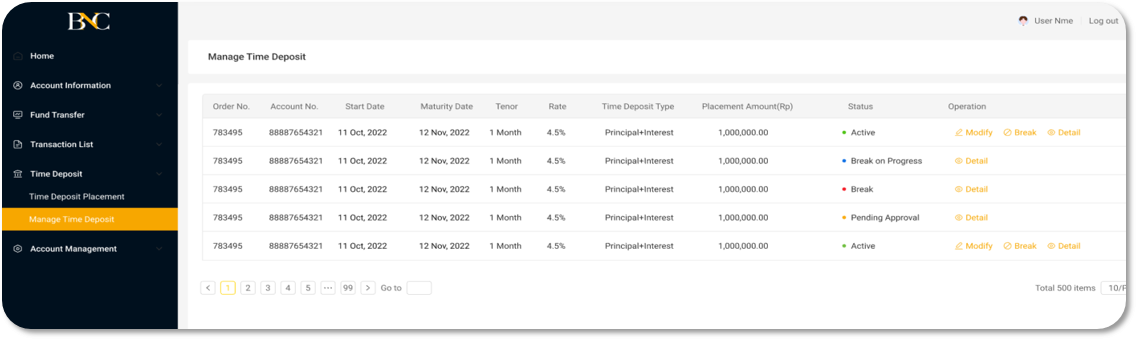 BNC
User Nme
Log out
Home
Account Information
Fund Transfer
Transaction List
Time Deposit
Time Deposit Placement
Manage Time Deposit
Account Management
Manage Time Deposit
Order No. Account No. Start Date Maturity Date Tenor Rate Time Deposit Type Placement Amount(Rp) Status Operation
783495 88887654321 11 Oct, 2022 12 Nov, 2022 1 Month 4.5% Principal+Interest 1,000,000.00 Active Modify Break Detail
783495 88887654321 11 Oct, 2022 12 Nov, 2022 1 Month 4.5% Principal+Interest 1,000,000.00 Break on Progress Detail
783495 88887654321 11 Oct, 2022 12 Nov, 2022 1 Month 4.5% Principal+Interest 1,000,000.00 Break Detail
783495 88887654321 11 Oct, 2022 12 Nov, 2022 1 Month 4.5% Principal+Interest 1,000,000.00 Pending Approval Detail
783495 88887654321 11 Oct, 2022 12 Nov, 2022 1 Month 4.5% Principal+Interest 1,000,000.00 Active Modify Break Detail
< 1 2 3 4 5 ··· 99 > Go to
Total 500 items 10/P